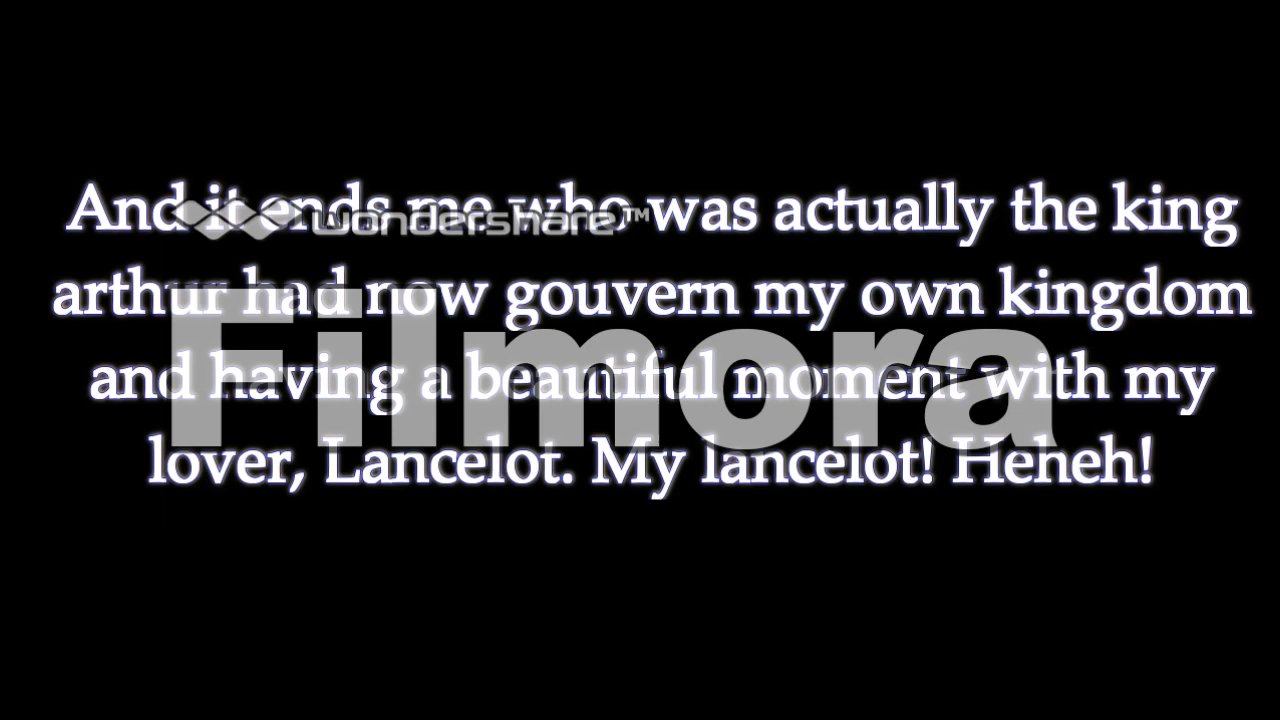 And it ends me who was actually the king
wondershare™
arthur had now gouvern my own kingdom
Filmora
and having a beautiful moment with my
lover, Lancelot. My lancelot! Heheh!